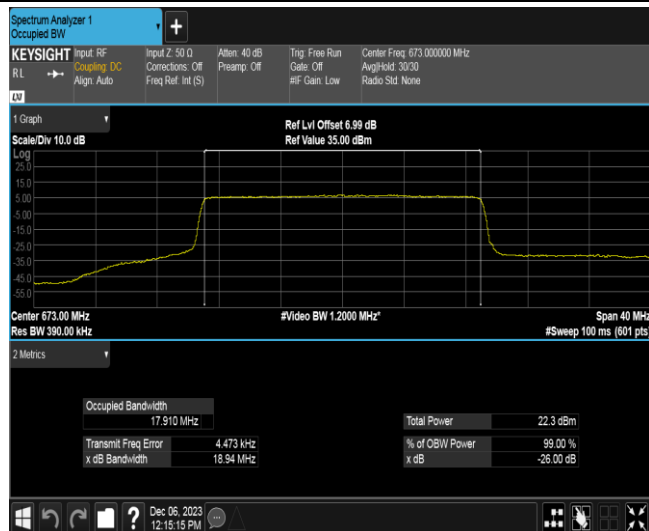 Spectrum Analyzer 1
Occupied BW
+
KEYSIGHT
RL
Input: RF
Coupling: DC
Align: Auto
Input Z: 50 Ω
Corrections: Off
Freq Ref: Int (S)
Atten: 40 dB
Preamp: Off
Trig: Free Run
Gate: Off
#IF Gain: Low
Center Freq: 673.000000 MHz
Avg|Hold: 30/30
Radio Std: None
1 Graph
Scale/Div 10.0 dB
Ref Lvl Offset 6.99 dB
Ref Value 35.00 dBm
Log
25.0
15.0
5.00
-5.00
-15.0
-25.0
-35.0
-45.0
-55.0
Center 673.00 MHz
Res BW 390.00 kHz
#Video BW 1.2000 MHz*
Span 40 MHz
#Sweep 100 ms (601 pts)
2 Metrics
Occupied Bandwidth
17.910 MHz
Total Power 22.3 dBm
Transmit Freq Error 4.473 kHz
% of OBW Power 99.00 %
x dB Bandwidth 18.94 MHz
x dB -26.00 dB
?
Dec 06, 2023
12:15:15 PM